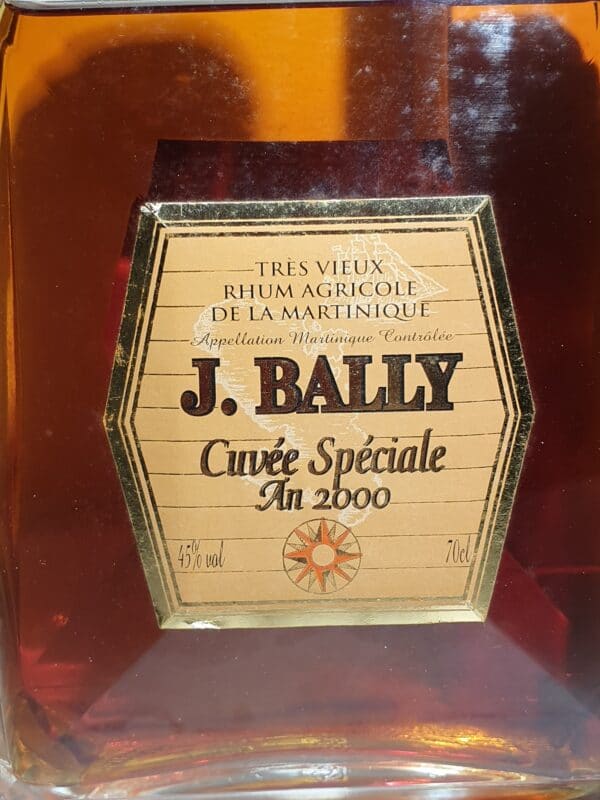 TRÈS VIEUX
RHUM AGRICOLE
DE LA MARTINIQUE
Appellation Martinique Contrôlée
J. BALLY
Cuvée Spéciale
An 2000
45% vol
70cl